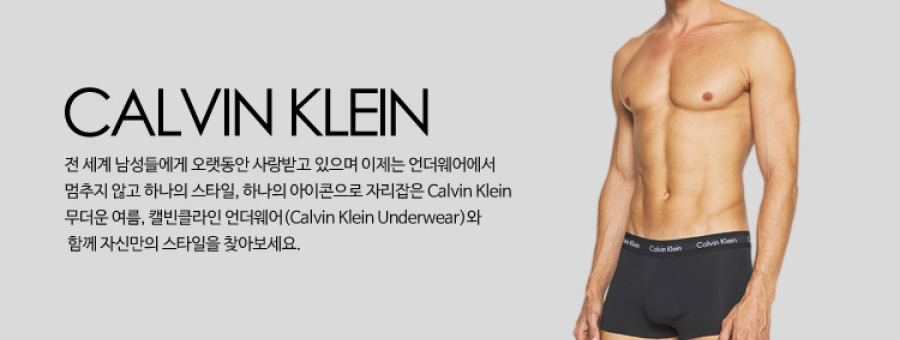 CALVIN KLEIN
전 세계 남성들에게 오랫동안 사랑받고 있으며 이제는 언더웨어에서
멈추지 않고 하나의 스타일, 하나의 아이콘으로 자리잡은 Calvin Klein
무더운 여름, 캘빈클라인 언더웨어(Calvin Klein Underwear)와
함께 자신만의 스타일을 찾아보세요.
Klein Calvin Klein Calvin Klein